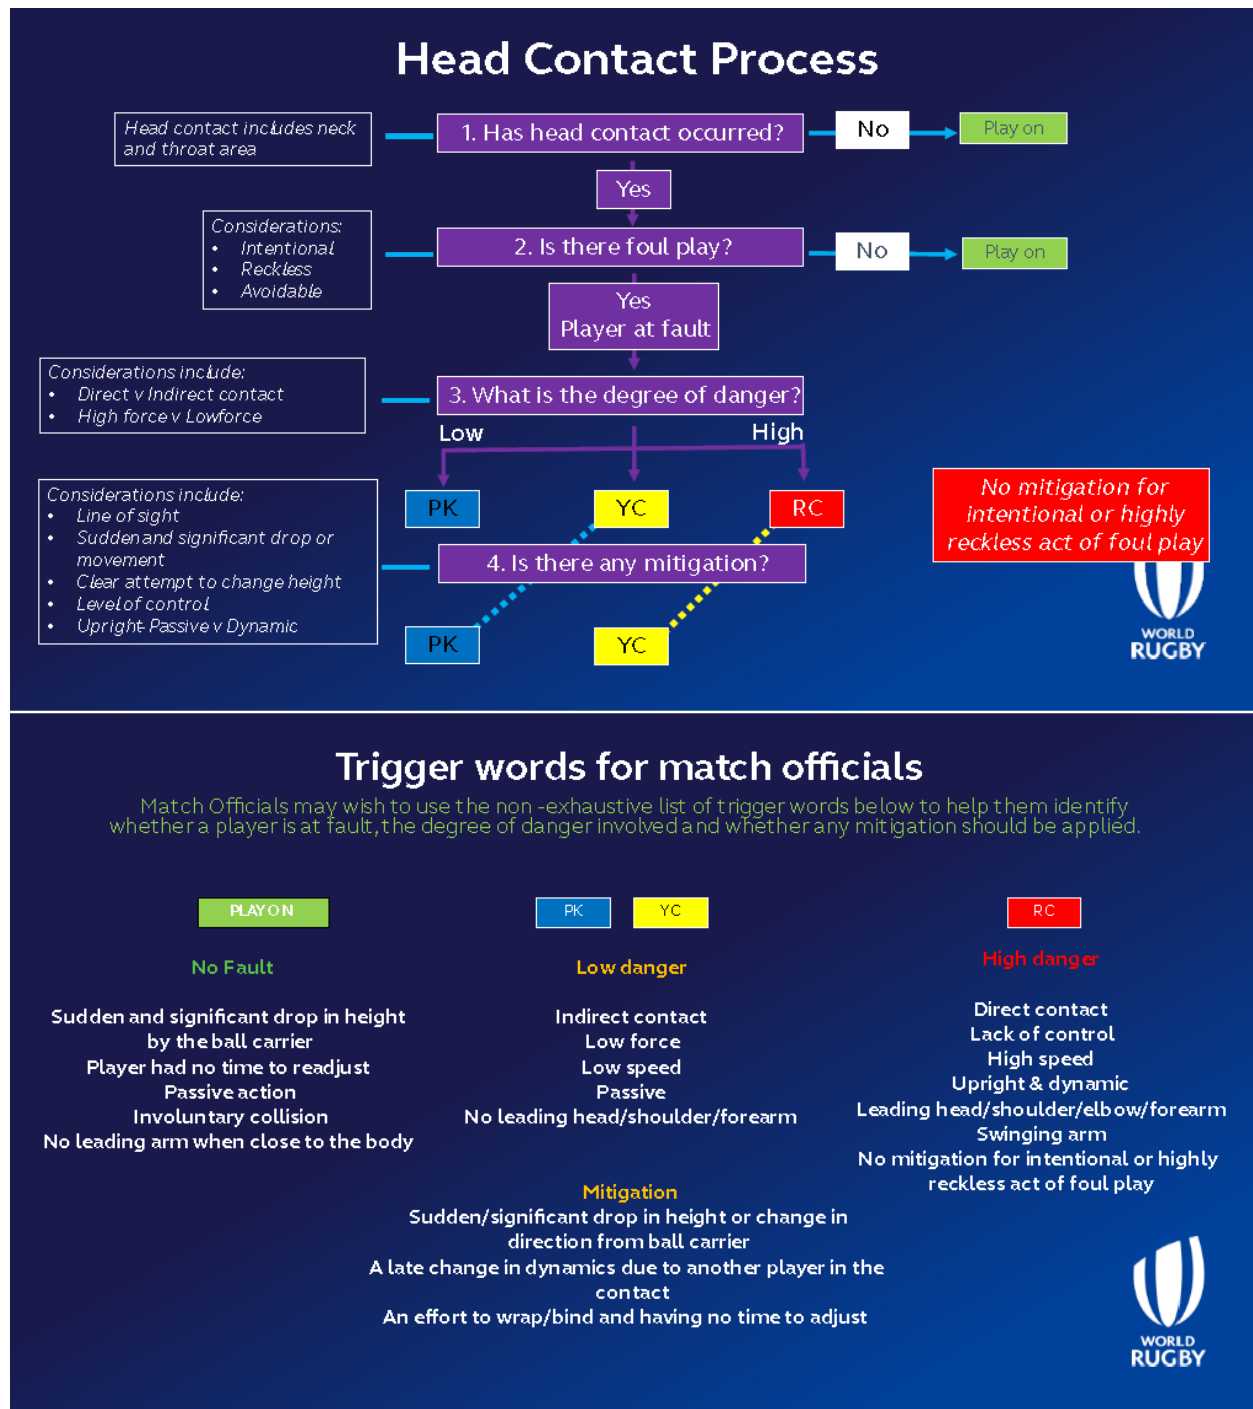 Head Contact Process
Head contact includes neck
and throat area
1. Has head contact occurred?
No
Play on
Yes
Considerations:
• Intentional
• Reckless
• Avoidable
2. Is there foul play?
No
Play on
Yes
Player at fault
Considerations include:
• Direct v Indirect contact
• High force v Lowforce
3. What is the degree of danger?
Low
High
Considerations include:
• Line of sight
• Sudden and significant drop or
movement
• Clear attempt to change height
• Level of control
• Upright- Passive v Dynamic
PK
YC
RC
4. Is there any mitigation?
PK
YC
No mitigation for
intentional or highly
reckless act of foul play
WORLD
RUGBY
Trigger words for match officials
Match Officials may wish to use the non -exhaustive list of trigger words below to help them identify
whether a player is at fault, the degree of danger involved and whether any mitigation should be applied.
PLAY ON
No Fault
Sudden and significant drop in height
by the ball carrier
Player had no time to readjust
Passive action
Involuntary collision
No leading arm when close to the body
PK
YC
Low danger
Indirect contact
Low force
Low speed
Passive
No leading head/shoulder/forearm
Mitigation
Sudden/significant drop in height or change in
direction from ball carrier
A late change in dynamics due to another player in the
contact
An effort to wrap/bind and having no time to adjust
RC
High danger
Direct contact
Lack of control
High speed
Upright & dynamic
Leading head/shoulder/elbow/forearm
Swinging arm
No mitigation for intentional or highly
reckless act of foul play
WORLD
RUGBY